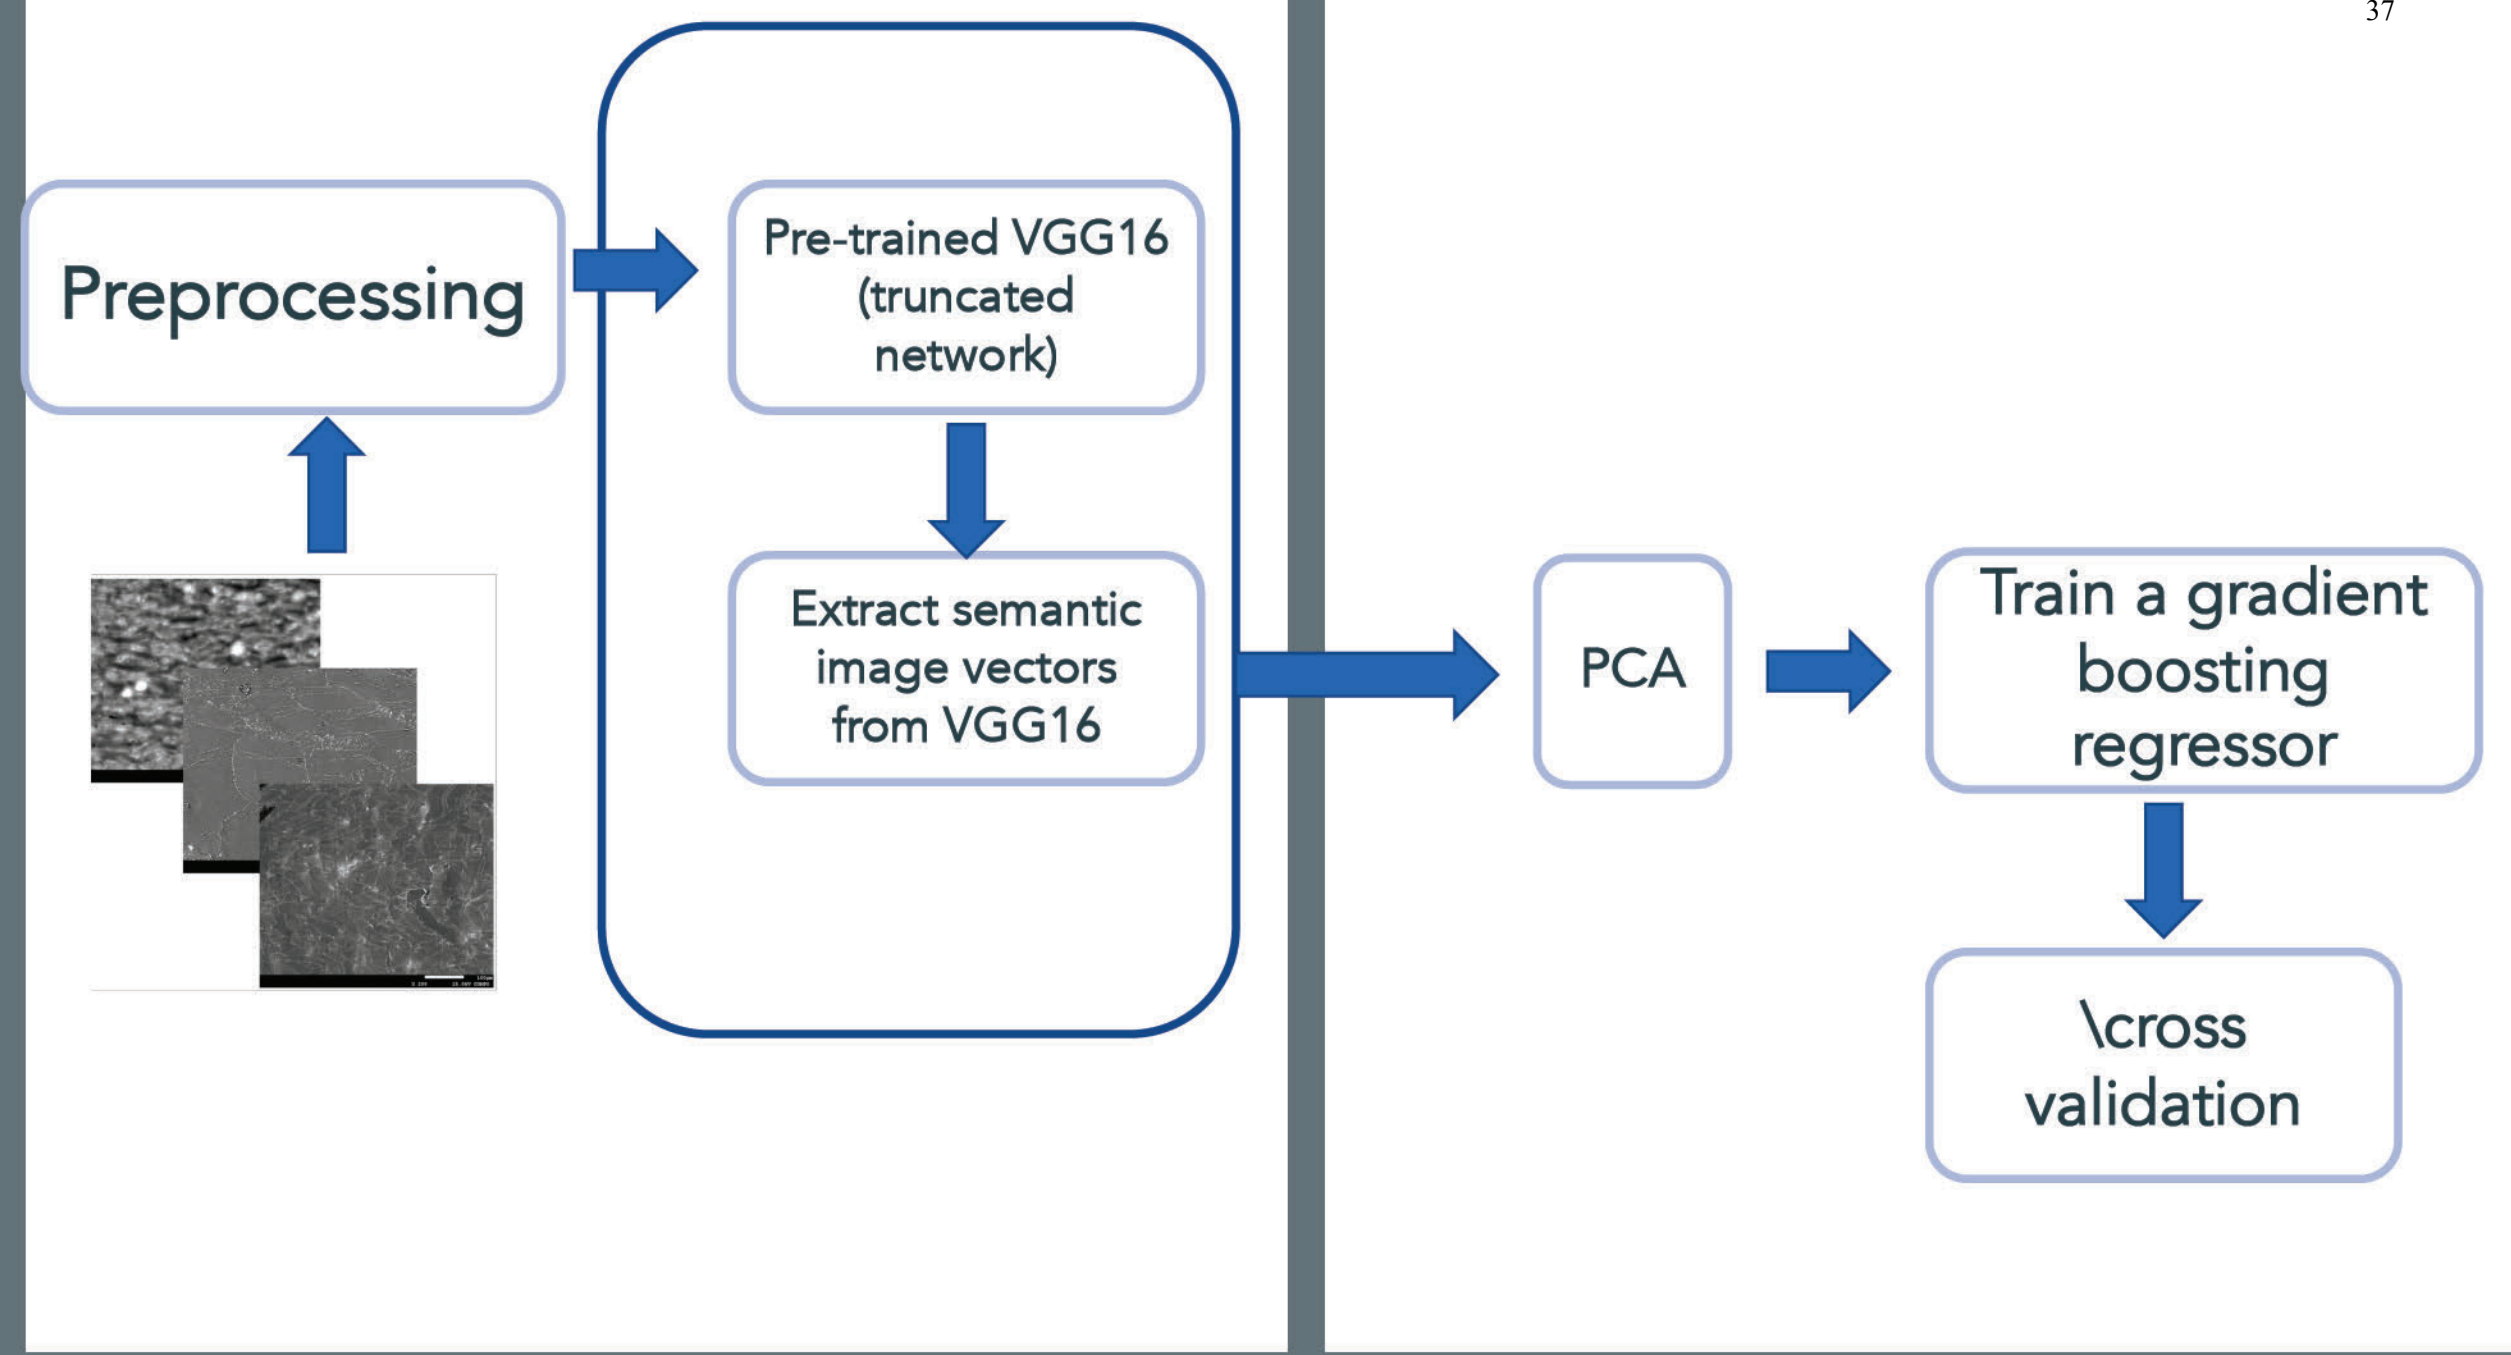 37
Preprocessing
Pre-trained VGG16
(truncated
network)
Extract semantic
image vectors
from VGG16
PCA
Train a gradient
boosting
regressor
\cross
validation